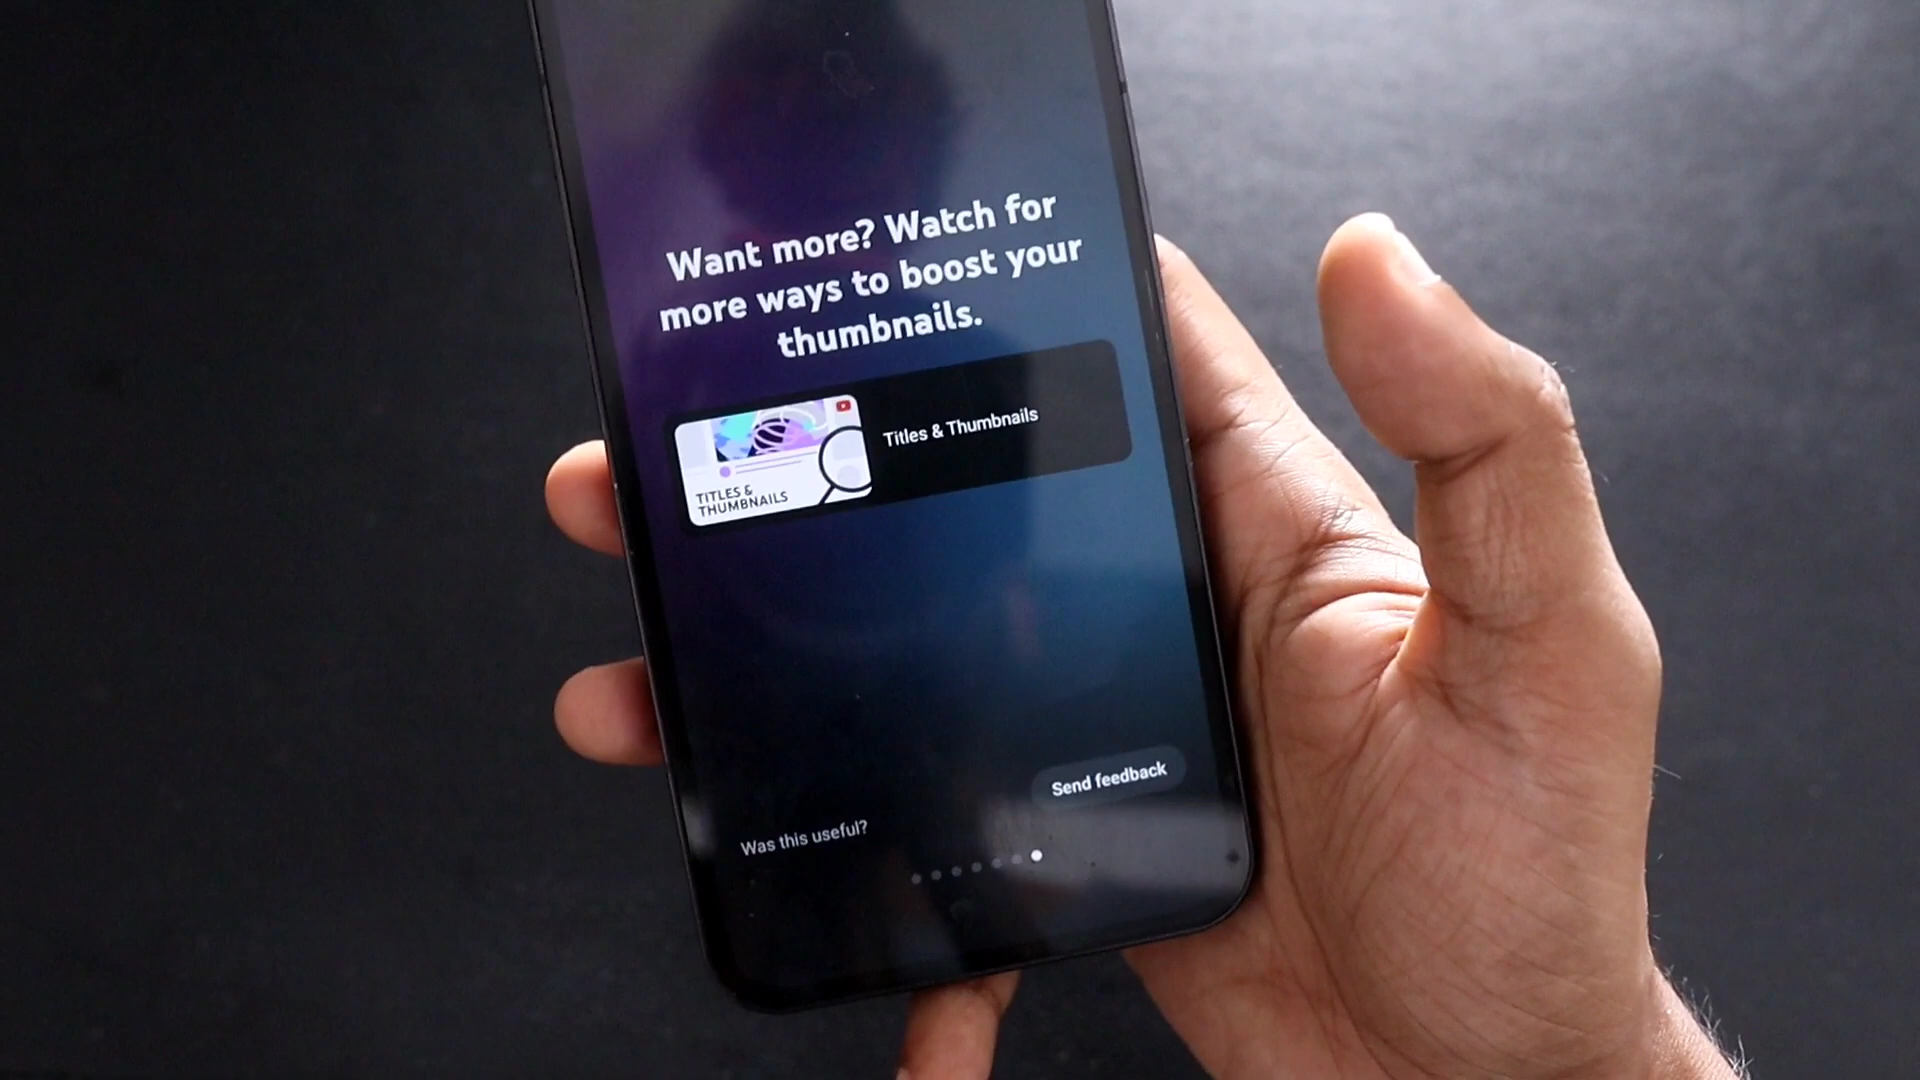 Want more? Watch for
more ways to boost your
thumbnails.
TITLES &
THUMBNAILS
Titles & Thumbnails
Send feedback
Was this useful?